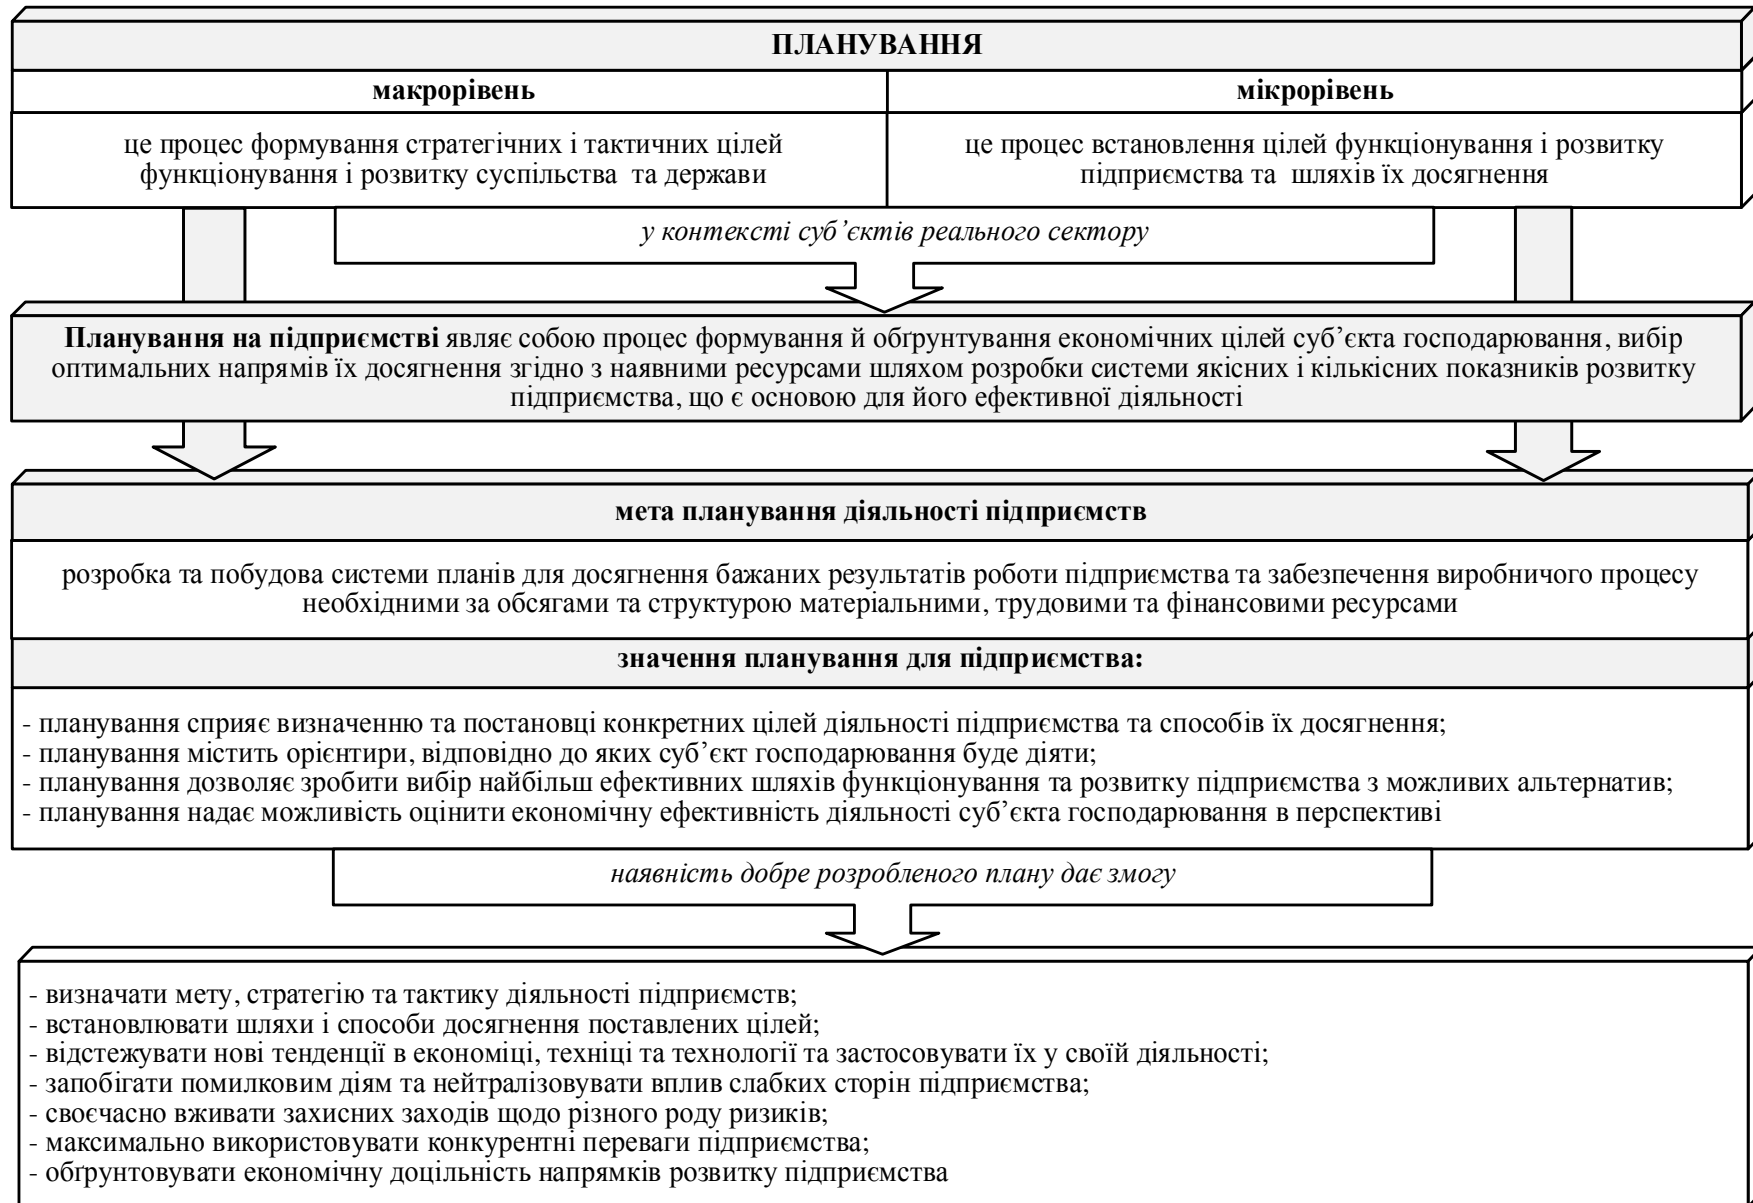 ПЛАНУВАННЯ
макрорівень
мікрорівень
це процес формування стратегічних і тактичних цілей
функціонування і розвитку суспільства та держави
це процес встановлення цілей функціонування і розвитку
підприємства та шляхів їх досягнення
у контексті суб’єктів реального сектору
Планування на підприємстві являє собою процес формування й обґрунтування економічних цілей суб’єкта господарювання, вибір
оптимальних напрямів їх досягнення згідно з наявними ресурсами шляхом розробки системи якісних і кількісних показників розвитку
підприємства, що є основою для його ефективної діяльності
мета планування діяльності підприємств
розробка та побудова системи планів для досягнення бажаних результатів роботи підприємства та забезпечення виробничого процесу
необхідними за обсягами та структурою матеріальними, трудовими та фінансовими ресурсами
значення планування для підприємства:
- планування сприяє визначенню та постановці конкретних цілей діяльності підприємства та способів їх досягнення;
- планування містить орієнтири, відповідно до яких суб’єкт господарювання буде діяти;
- планування дозволяє зробити вибір найбільш ефективних шляхів функціонування та розвитку підприємства з можливих альтернатив;
- планування надає можливість оцінити економічну ефективність діяльності суб’єкта господарювання в перспективі
наявність добре розробленого плану дає змогу
- визначати мету, стратегію та тактику діяльності підприємств;
- встановлювати шляхи і способи досягнення поставлених цілей;
- відстежувати нові тенденції в економіці, техніці та технології та застосовувати їх у своїй діяльності;
- запобігати помилковим діям та нейтралізовувати вплив слабких сторін підприємства;
- своєчасно вживати захисних заходів щодо різного роду ризиків;
- максимально використовувати конкурентні переваги підприємства;
- обґрунтовувати економічну доцільність напрямків розвитку підприємства